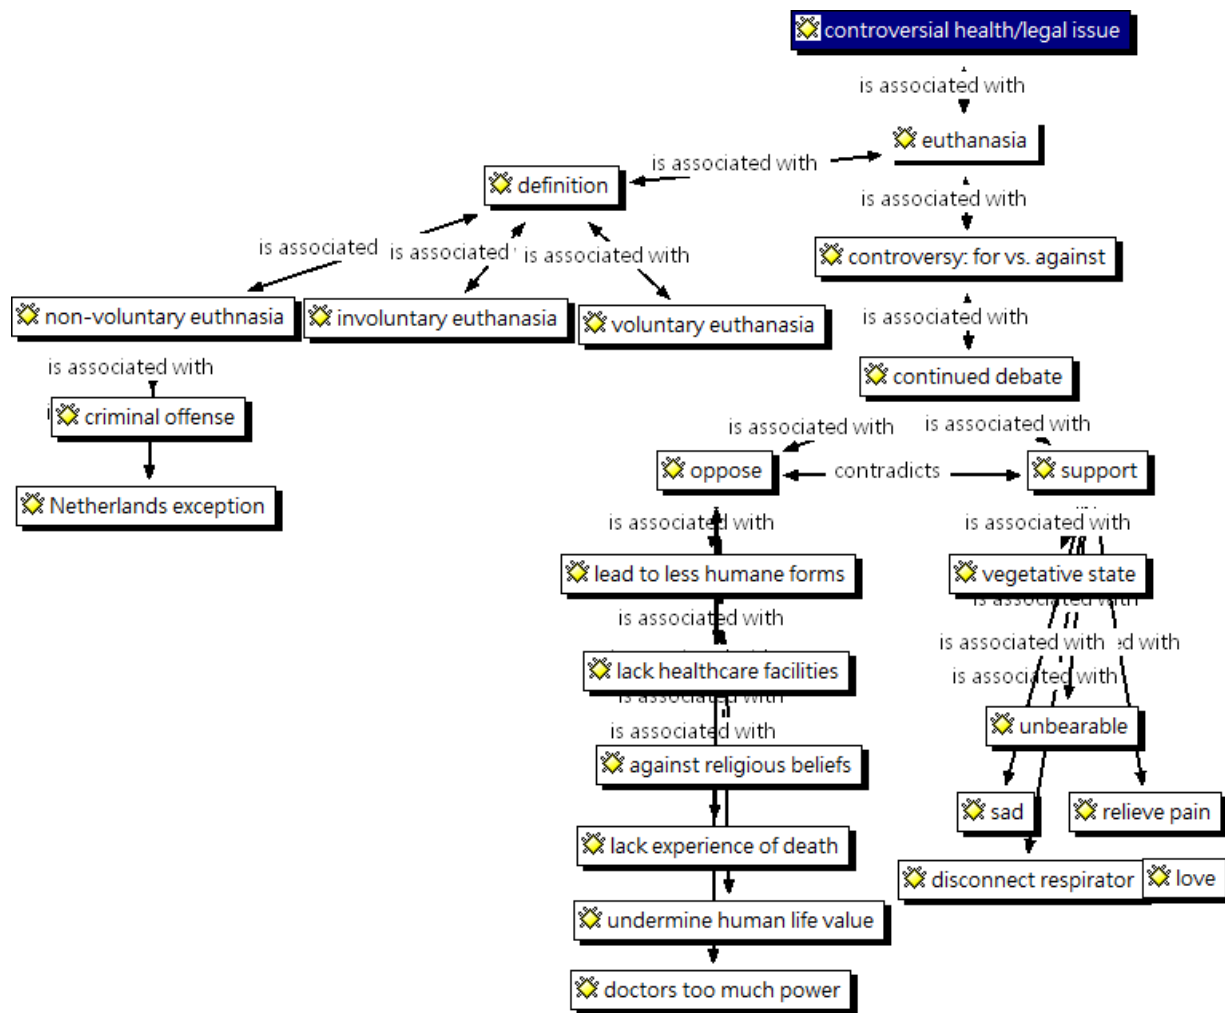 controversial health/legal issue
is associated with
euthanasia
is associated with
definition
is associated with
is associated
is associated
is associated with
controversy: for vs. against
non-voluntary euthnasia
involuntary euthanasia
voluntary euthanasia
is associated with
is associated with
continued debate
criminal offense
is associated with
is associated with
oppose
contradicts
support
Netherlands exception
is associated with
is associated with
lead to less humane forms
vegetative state
is associated with
is associated with
is associated with
ed with
lack healthcare facilities
is associated with
is associated with
is associated with
unbearable
against religious beliefs
sad
relieve pain
lack experience of death
disconnect respirator
love
undermine human life value
doctors too much power